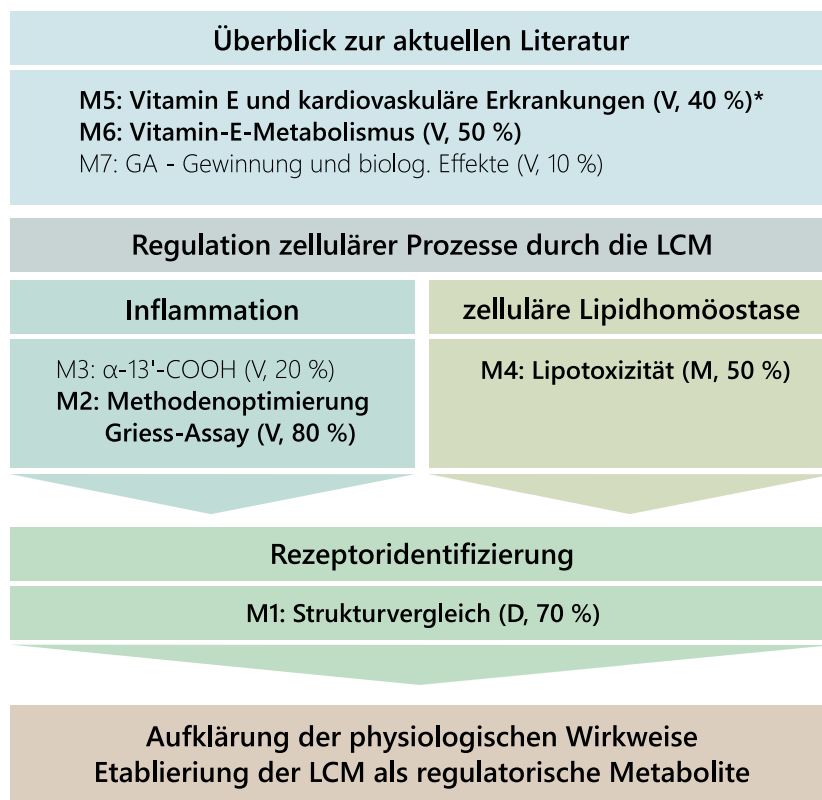 Überblick zur aktuellen Literatur
M5: Vitamin E und kardiovaskuläre Erkrankungen (V, 40 %)*
M6: Vitamin-E-Metabolismus (V, 50 %)
M7: GA - Gewinnung und biolog. Effekte (V, 10 %)
Regulation zellulärer Prozesse durch die LCM
Inflammation
M3: α-13'-COOH (V, 20 %)
M2: Methodenoptimierung
Griess-Assay (V, 80 %)
zelluläre Lipidhomöostase
M4: Lipotoxizität (M, 50 %)
Rezeptoridentifizierung
M1: Strukturvergleich (D, 70 %)
Aufklärung der physiologischen Wirkweise
Etablieriung der LCM als regulatorische Metabolite